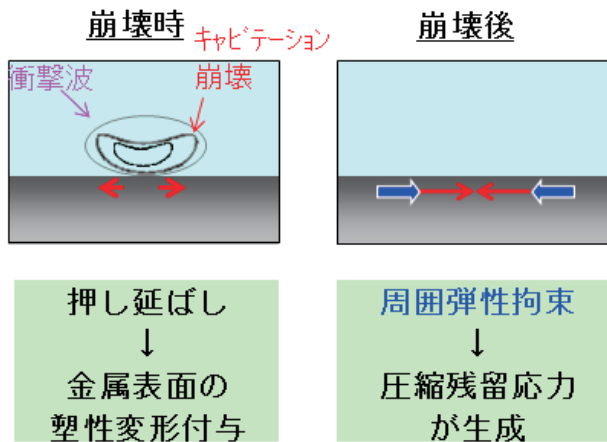 崩壊時
キャビテーション
崩壊
衝撃波
押し延ばし
↓
金属表面の
塑性変形付与
崩壊後
周囲弾性拘束
↓
圧縮残留応力
が生成